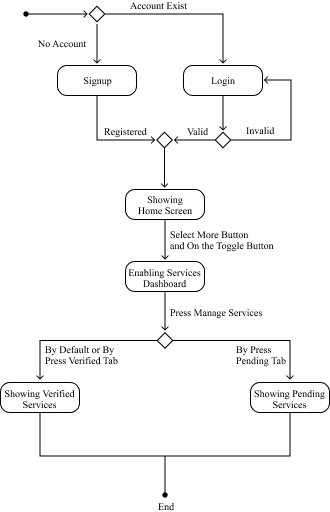 Account Exist
No Account
Signup
Login
Registered
Valid
Invalid
Showing
Home Screen
Select More Button
and On the Toggle Button
Enabling Services
Dashboard
Press Manage Services
By Default or By
Press Verified Tab
By Press
Pending Tab
Showing Verified
Services
Showing Pending
Services
End